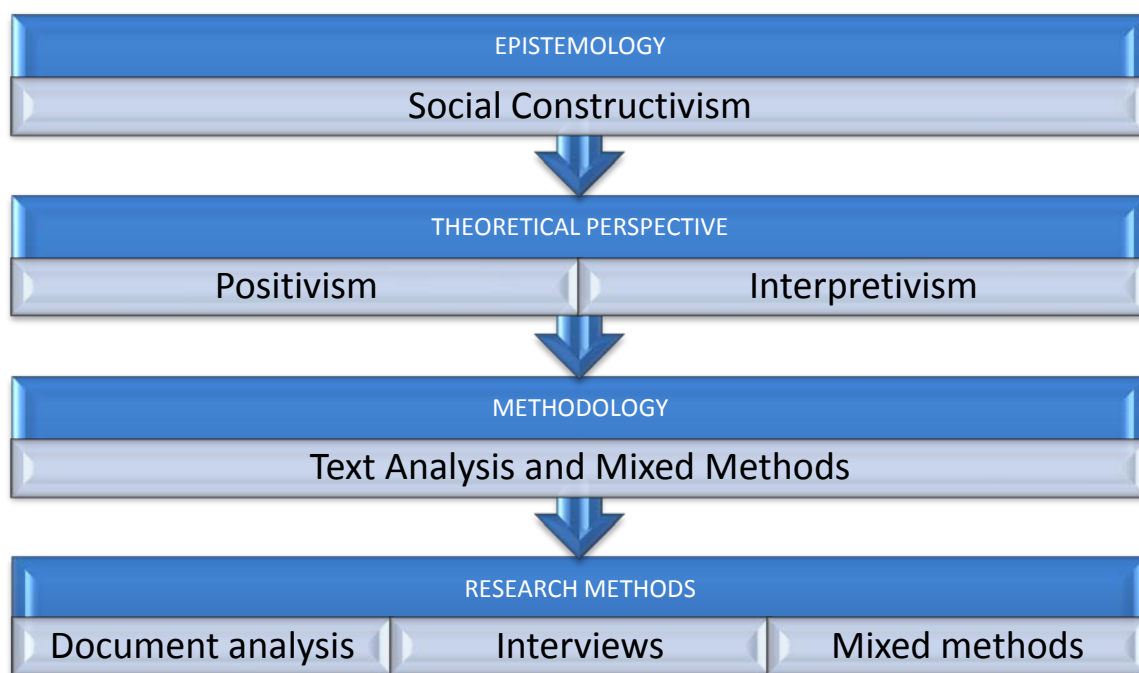 EPISTEMOLOGY
Social Constructivism
THEORETICAL PERSPECTIVE
Positivism Interpretivism
METHODOLOGY
Text Analysis and Mixed Methods
RESEARCH METHODS
Document analysis Interviews Mixed methods